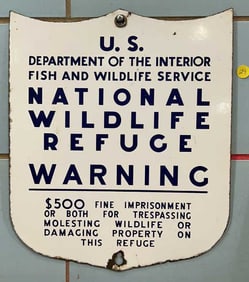 U. S.
DEPARTMENT OF THE INTERIOR
FISH AND WILDLIFE SERVICE
NATIONAL
WILDLIFE
REFUGE
WARNING
$500 FINE IMPRISONMENT
OR BOTH FOR TRESPASSING
MOLESTING WILDLIFE OR
DAMAGING PROPERTY ON
THIS REFUGE